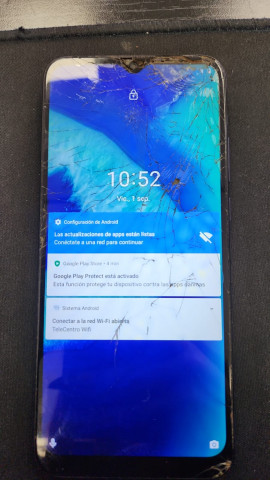 10:52
Vie., 1 sep.
Configuración de Android
Las actualizaciones de apps están listas
Conéctate a una red para continuar
Google Play Store • 8 min
Google Play Protect está activado
Esta función protege tu dispositivo contra las apps dañinas.
Sistema Android
Conectar a la red Wi-Fi abierta
TeleCentro Wifi